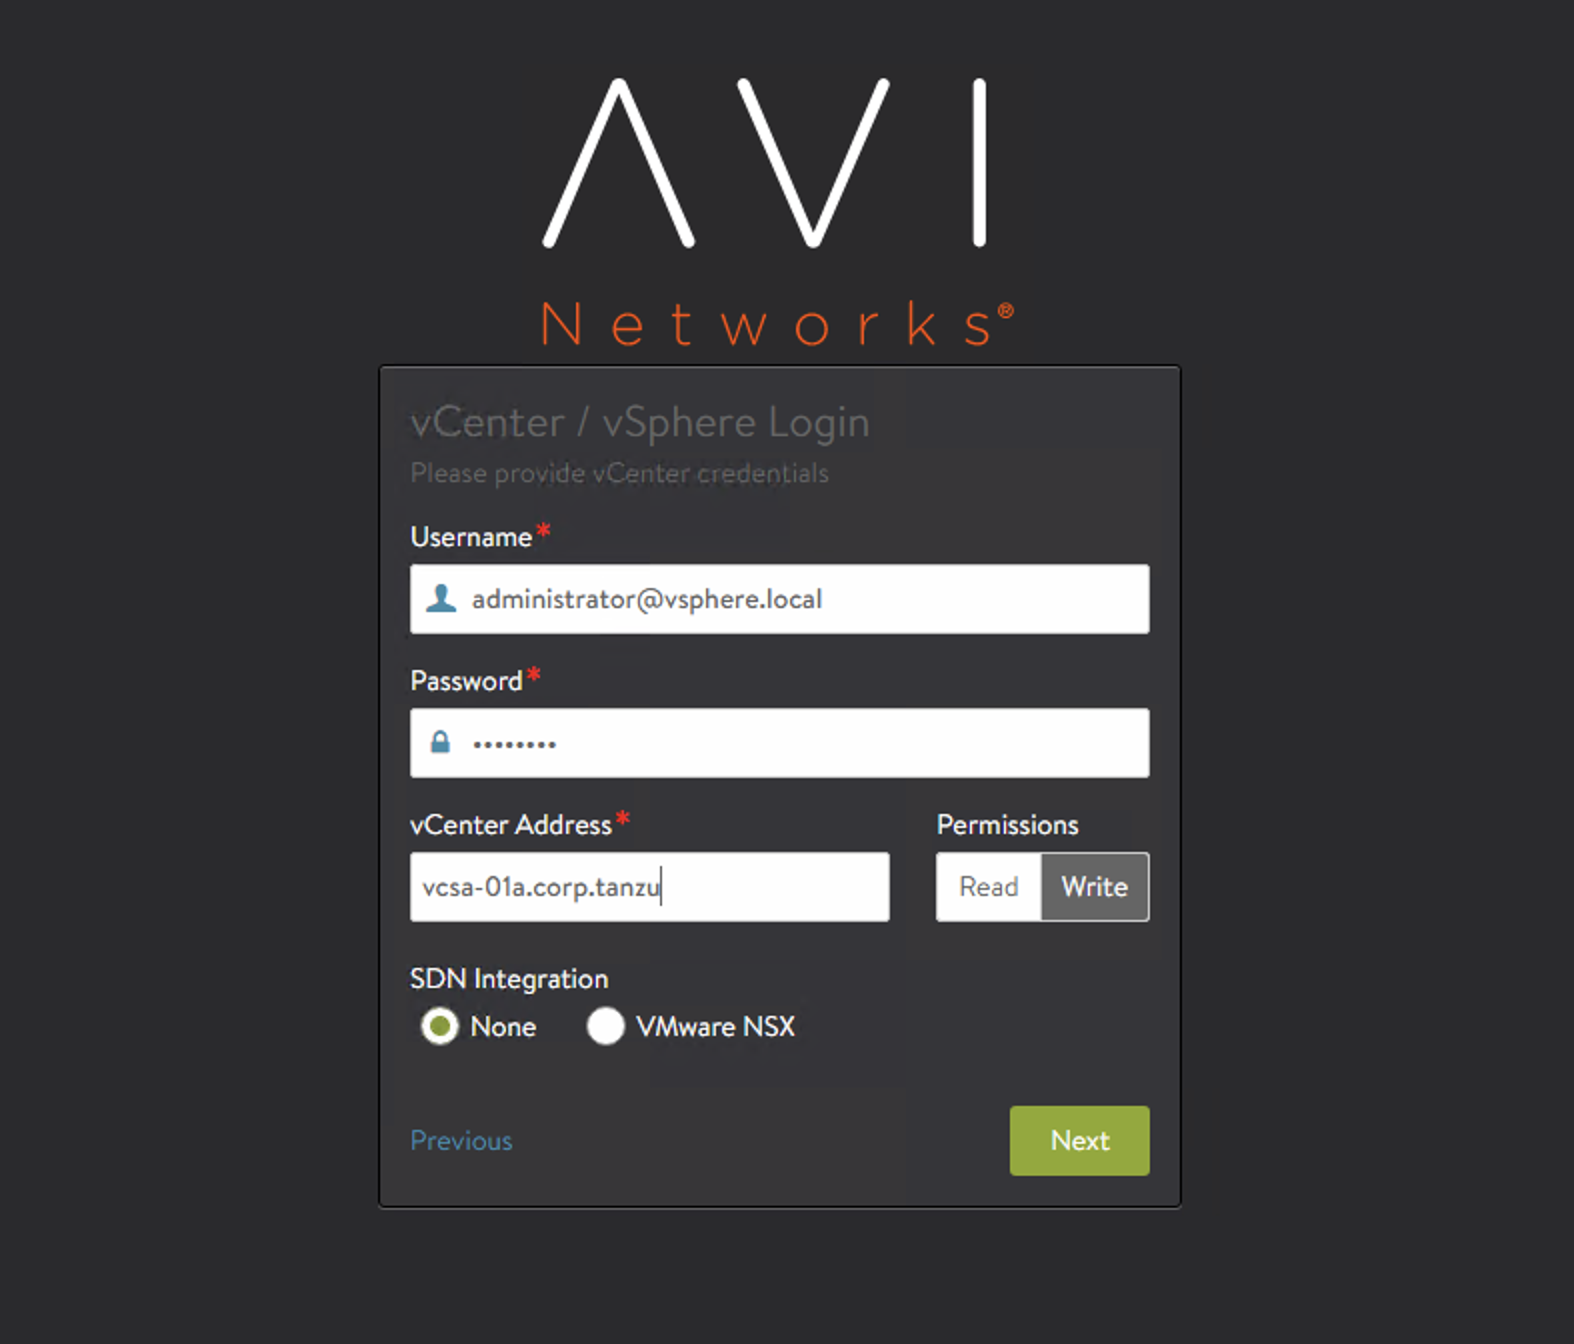 AVI
Networks®
vCenter / vSphere Login
Please provide vCenter credentials
Username*
administrator@vsphere.local
Password*
••••••••
vCenter Address* Permissions
vcsa-01a.corp.tanzu Read Write
SDN Integration
None VMware NSX
Previous Next